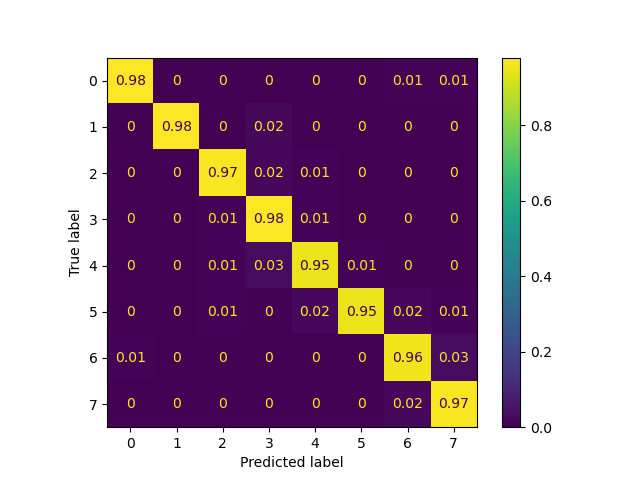 0 0.98 0 0 0 0 0 0.01 0.01
1 0 0.98 0 0.02 0 0 0 0
2 0 0 0.97 0.02 0.01 0 0 0
3 0 0 0.01 0.98 0.01 0 0 0
4 0 0 0.01 0.03 0.95 0.01 0 0
5 0 0 0.01 0 0.02 0.95 0.02 0.01
6 0.01 0 0 0 0 0 0.96 0.03
7 0 0 0 0 0 0 0.02 0.97
0 1 2 3 4 5 6 7
Predicted label
True label
0.8
0.6
0.4
0.2
0.0